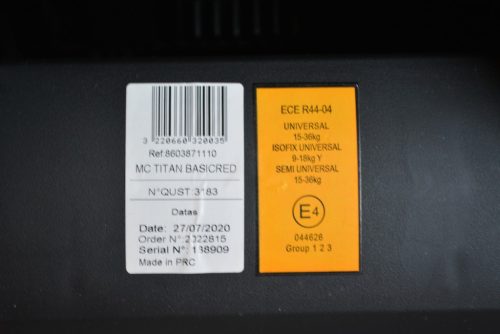 3 220660 320035
Ref.8603871110
MC TITAN BASICRED
N°QUST:3183
Datas
Date: 27/07/2020
Order N°:2022815
Serial N°: 138909
Made in PRC
ECE R44-04
UNIVERSAL
15-36kg
ISOFIX UNIVERSAL
9-18kg Y
SEMI UNIVERSAL
15-36kg
E4
044628
Group 1 2 3